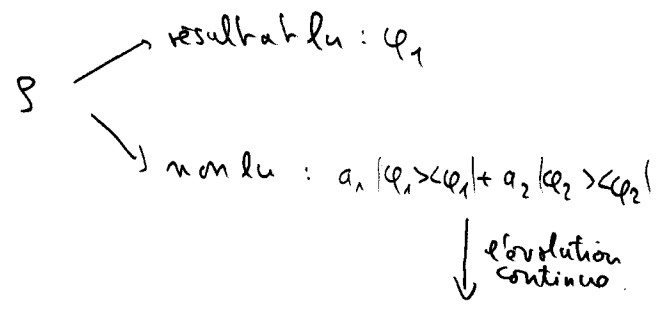 résultat lu : φ₁
ρ
non lu : a₁ |φ₁><φ₁| + a₂ |φ₂><φ₂|
l'évolution
continue